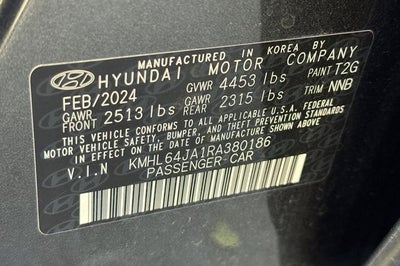 MANUFACTURED IN KOREA BY
HYUNDAI MOTOR COMPANY
FEB/2024 GVWR 4453 lbs PAINT T2G
GAWR FRONT 2513 lbs GAWR REAR 2315 lbs TRIM NNB
THIS VEHICLE CONFORMS TO ALL APPLICABLE U.S.A. FEDERAL
MOTOR VEHICLE SAFETY, BUMPER, AND THEFT PREVENTION STANDARDS
IN EFFECT ON THE DATE OF MANUFACTURE SHOWN ABOVE.
V.I.N KMHL64JA1RA380186
PASSENGER-CAR